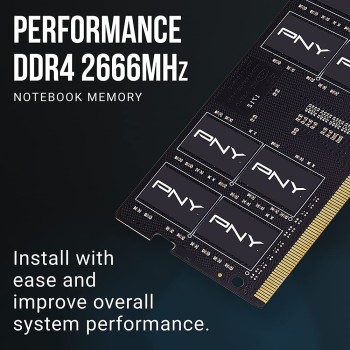 PERFORMANCE
DDR4 2666MHz
NOTEBOOK MEMORY
PNY
PNY
PNY
PNY
PNY
Install with
ease and
improve overall
system performance.